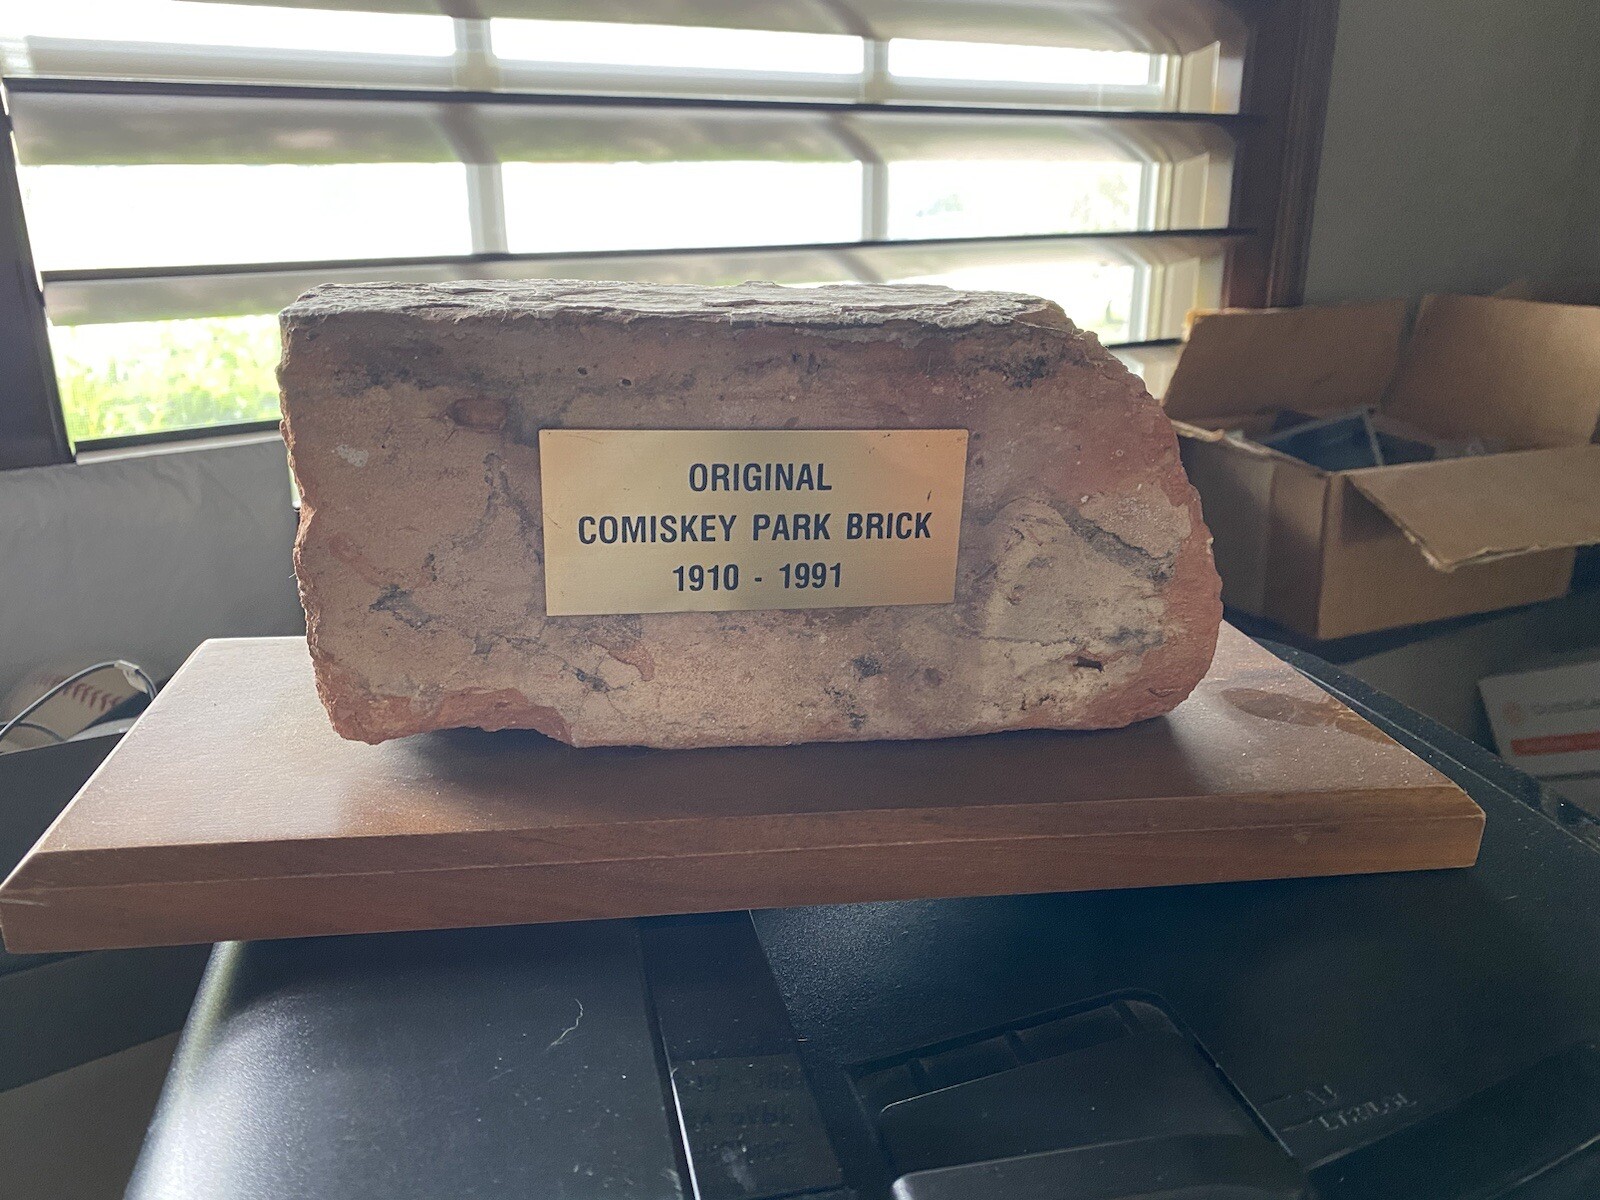 ORIGINAL
COMISKEY PARK BRICK
1910 - 1991